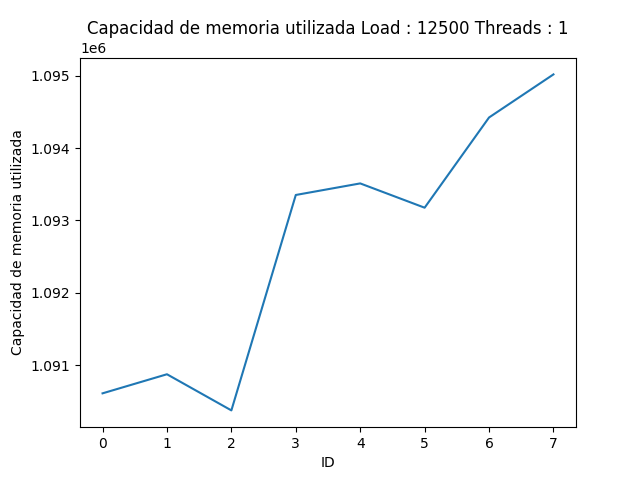 Capacidad de memoria utilizada Load : 12500 Threads : 1
1e6
1.095
1.094
1.093
1.092
1.091
Capacidad de memoria utilizada
0 1 2 3 4 5 6 7
ID